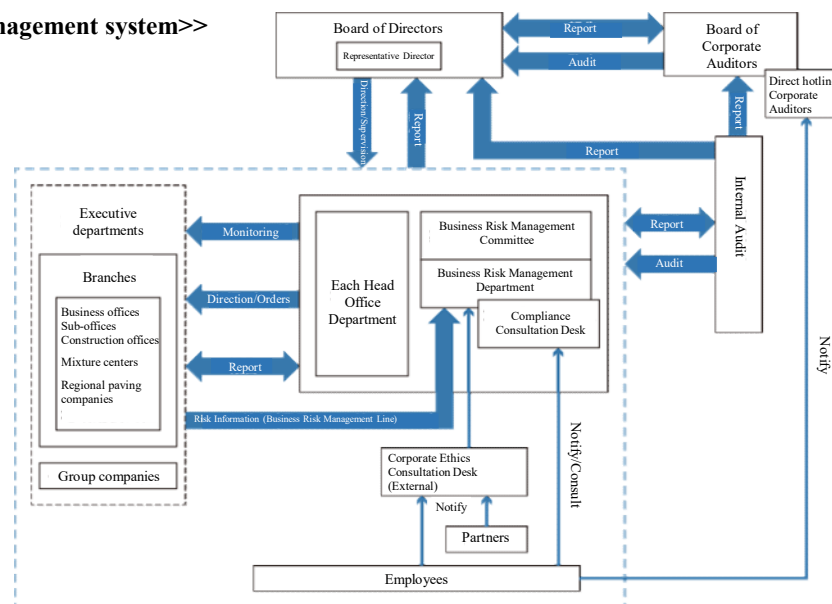 nagement system>>
Board of Directors
Representative Director
Report
Audit
Board of
Corporate
Auditors
Direct hotlin
Corporate
Auditors
Direction/Supervision
Report
Report
Report
Internal Audit
Executive
departments
Monitoring
Each Head
Office
Department
Business Risk Management
Committee
Business Risk Management
Department
Compliance
Consultation Desk
Report
Audit
Branches
Business offices
Sub-offices
Construction offices
Mixture centers
Regional paving
companies
Direction/Orders
Report
Risk Information (Business Risk Management Line)
Group companies
Corporate Ethics
Consultation Desk
(External)
Notify
Notify/Consult
Notify
Partners
Employees